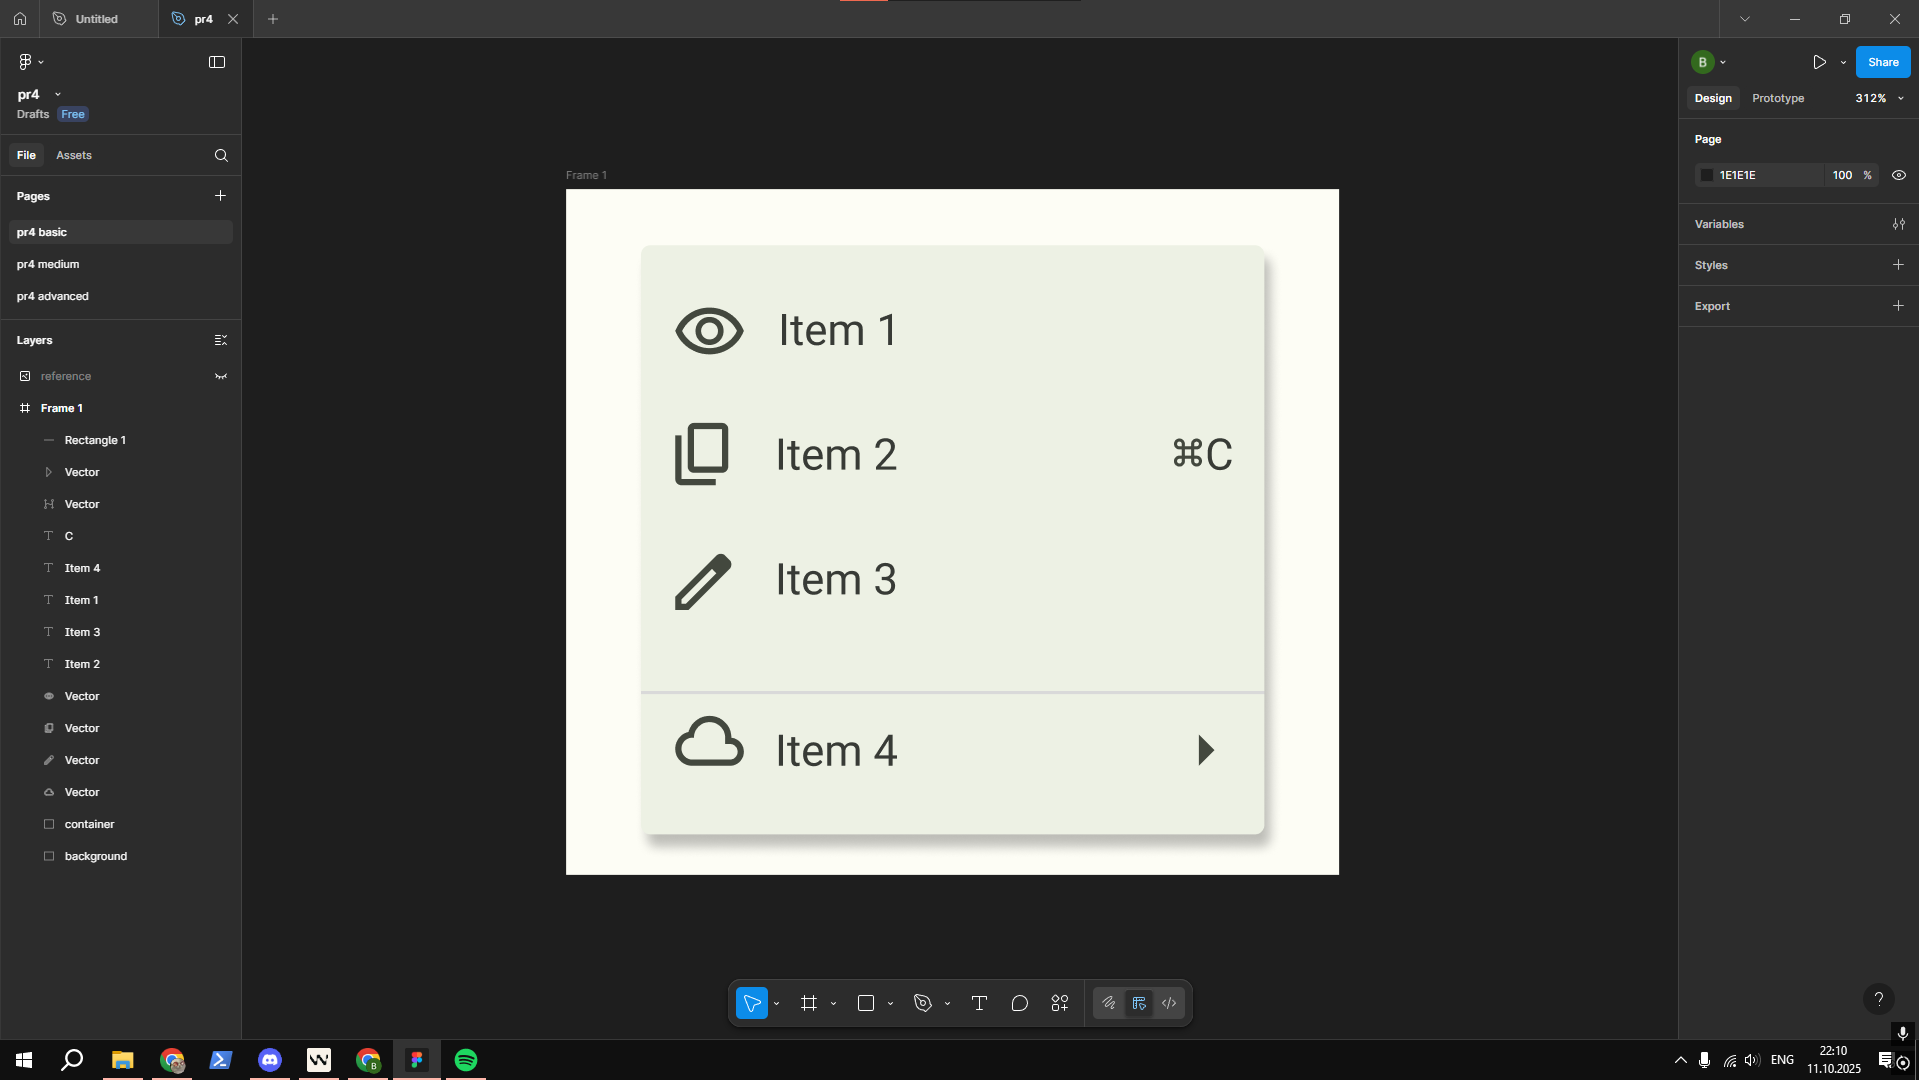 Untitled
pr4
pr4
Drafts Free
File Assets
Pages
pr4 basic
pr4 medium
pr4 advanced
Layers
reference
Frame 1
Rectangle 1
Vector
Vector
C
Item 4
Item 1
Item 3
Item 2
Vector
Vector
Vector
Vector
container
background
Frame 1
Item 1
Item 2 ⌘C
Item 3
Item 4
B
Share
Design Prototype 312%
Page
1E1E1E 100 %
Variables
Styles
Export
?
B
ENG
22:10
11.10.2025